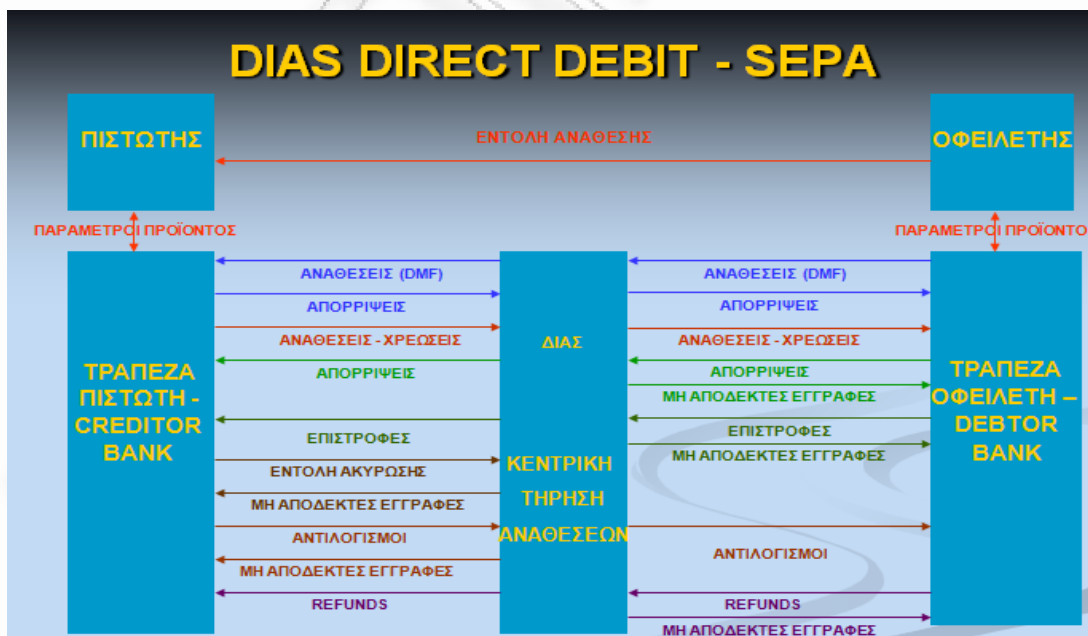 DIAS DIRECT DEBIT - SEPA
ΠΙΣΤΩΤΗΣ
ΕΝΤΟΛΗ ΑΝΑΘΕΣΗΣ
ΟΦΕΙΛΕΤΗΣ
ΠΑΡΑΜΕΤΡΟΙ ΠΡΟΪΟΝΤΟΣ
ΠΑΡΑΜΕΤΡΟΙ ΠΡΟΪΟΝΤΟ
ΤΡΑΠΕΖΑ
ΠΙΣΤΩΤΗ -
CREDITOR
BANK
ΑΝΑΘΕΣΕΙΣ (DMF)
ΑΠΟΡΡΙΨΕΙΣ
ΑΝΑΘΕΣΕΙΣ - ΧΡΕΩΣΕΙΣ
ΑΠΟΡΡΙΨΕΙΣ
ΕΠΙΣΤΡΟΦΕΣ
ΕΝΤΟΛΗ ΑΚΥΡΩΣΗΣ
ΜΗ ΑΠΟΔΕΚΤΕΣ ΕΓΓΡΑΦΕΣ
ΑΝΤΙΛΟΓΙΣΜΟΙ
ΜΗ ΑΠΟΔΕΚΤΕΣ ΕΓΓΡΑΦΕΣ
REFUNDS
ΔΙΑΣ
ΚΕΝΤΡΙΚΗ
ΤΗΡΗΣΗ
ΑΝΑΘΕΣΕΩΝ
ΑΝΑΘΕΣΕΙΣ (DMF)
ΑΠΟΡΡΙΨΕΙΣ
ΑΝΑΘΕΣΕΙΣ - ΧΡΕΩΣΕΙΣ
ΑΠΟΡΡΙΨΕΙΣ
ΜΗ ΑΠΟΔΕΚΤΕΣ ΕΓΓΡΑΦΕΣ
ΕΠΙΣΤΡΟΦΕΣ
ΜΗ ΑΠΟΔΕΚΤΕΣ ΕΓΓΡΑΦΕΣ
ΑΝΤΙΛΟΓΙΣΜΟΙ
REFUNDS
ΜΗ ΑΠΟΔΕΚΤΕΣ ΕΓΓΡΑΦΕΣ
ΤΡΑΠΕΖΑ
ΟΦΕΙΛΕΤΗ –
DEBTOR
BANK